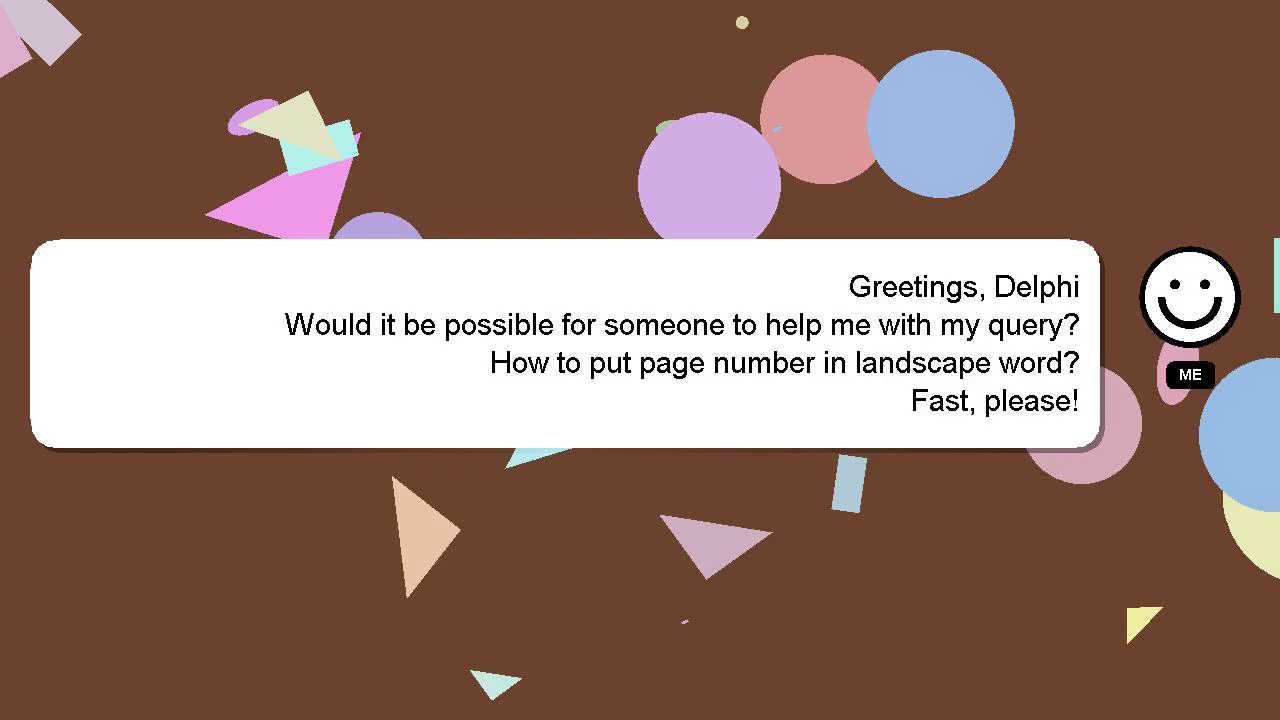 Greetings, Delphi
Would it be possible for someone to help me with my query?
How to put page number in landscape word?
Fast, please!
ME